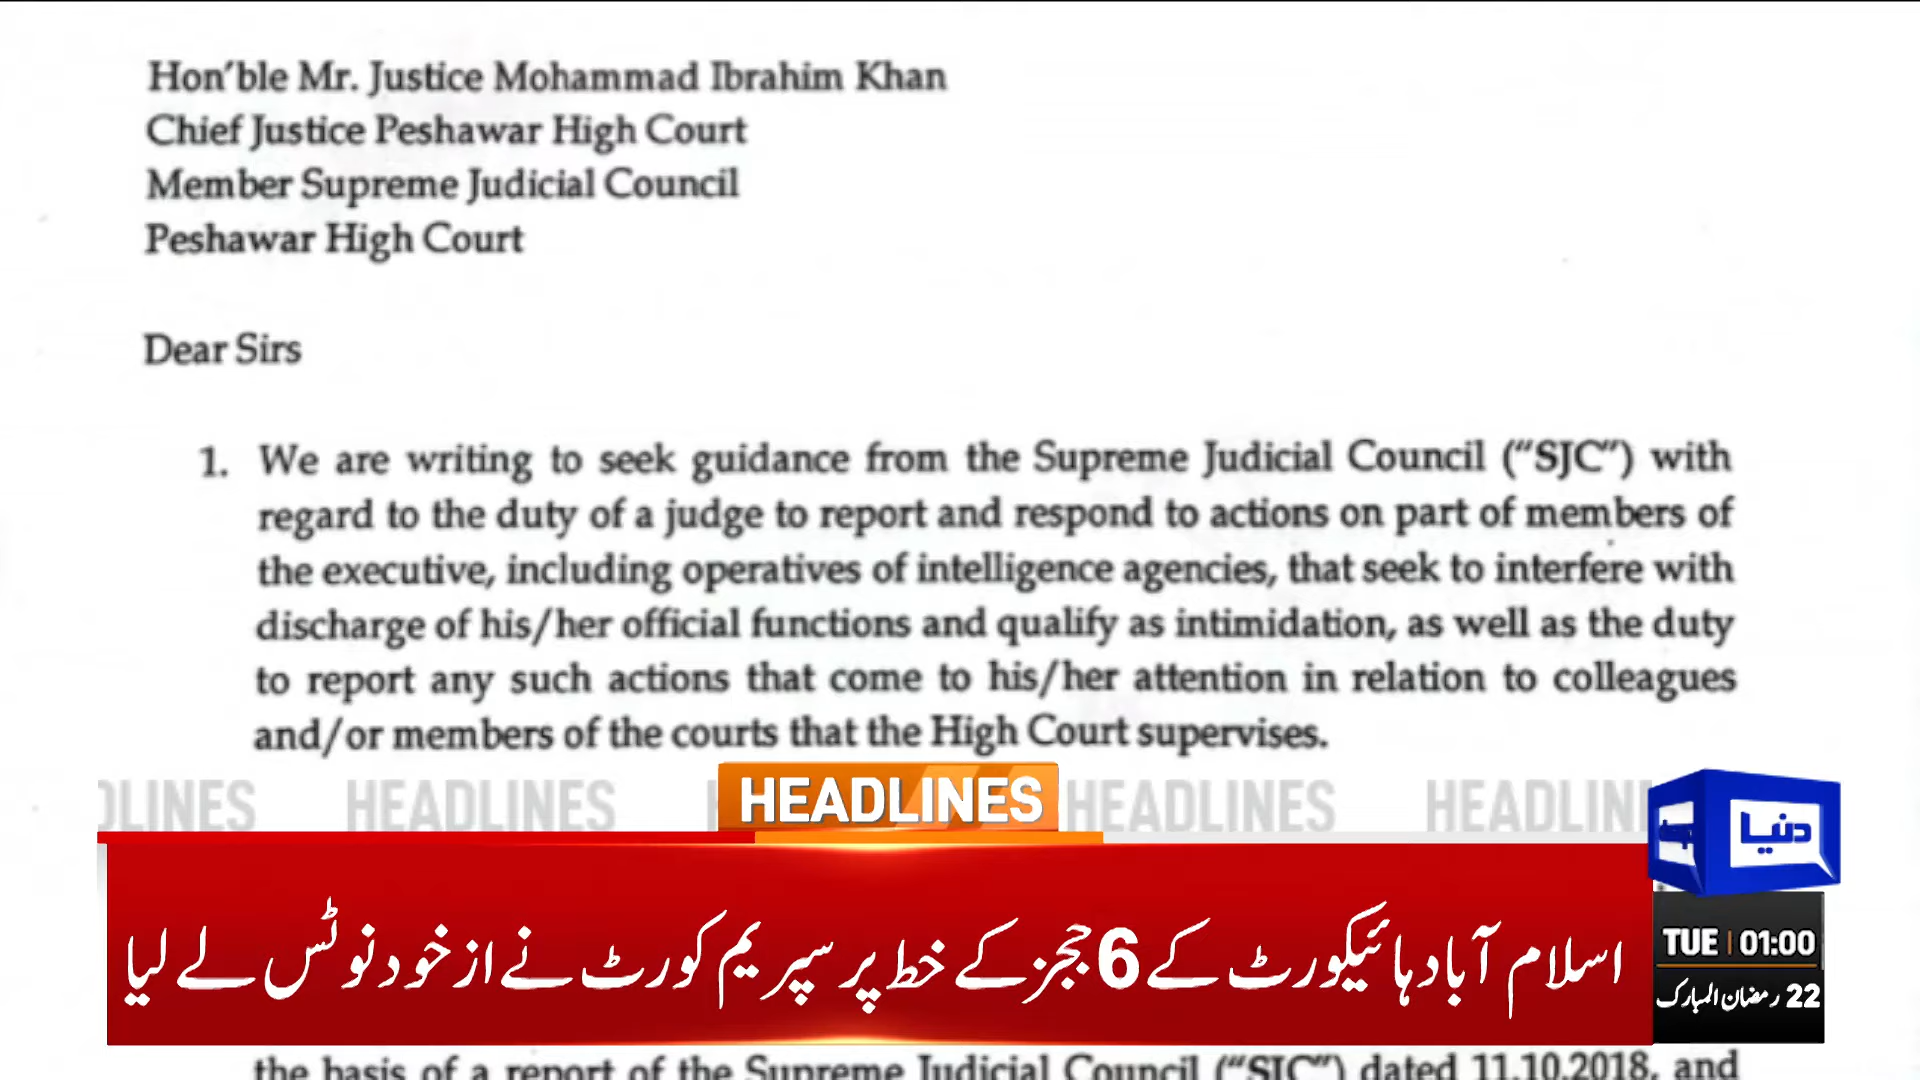 Hon'ble Mr. Justice Mohammad Ibrahim Khan
Chief Justice Peshawar High Court
Member Supreme Judicial Council
Peshawar High Court
Dear Sirs
1. We are writing to seek guidance from the Supreme Judicial Council ("SJC") with
regard to the duty of a judge to report and respond to actions on part of members of
the executive, including operatives of intelligence agencies, that seek to interfere with
discharge of his/her official functions and qualify as intimidation, as well as the duty
to report any such actions that come to his/her attention in relation to colleagues
and/or members of the courts that the High Court supervises.
DLINES HEADLINES HEADLINES HEADLINES HEADLIN
دنیا
اسلام آباد ہائیکورٹ کے 6 ججز کے خط پر سپریم کورٹ نے از خود نوٹس لے لیا
TUE | 01:00
22 رمضان المبارک
the basis of a report of the Supreme Judicial Council ("SJC") dated 11.10.2018, and